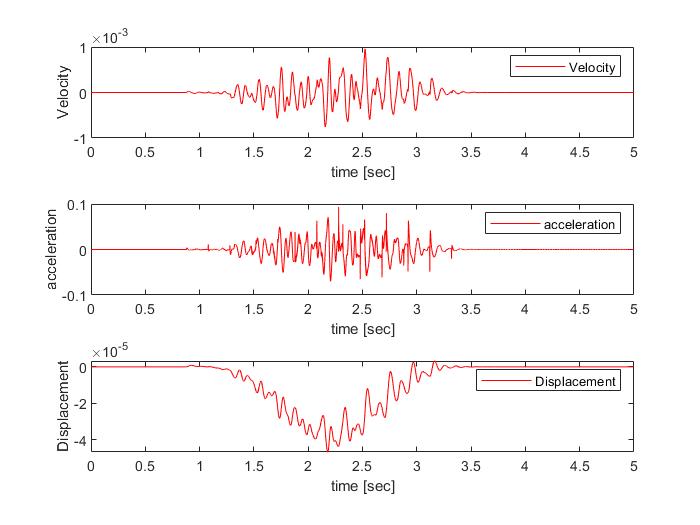 ×10-3
1
0
-1
Velocity
Velocity
0 0.5 1 1.5 2 2.5 3 3.5 4 4.5 5
time [sec]
0.1
0
-0.1
acceleration
acceleration
0 0.5 1 1.5 2 2.5 3 3.5 4 4.5 5
time [sec]
×10-5
0
-2
-4
Displacement
Displacement
0 0.5 1 1.5 2 2.5 3 3.5 4 4.5 5
time [sec]